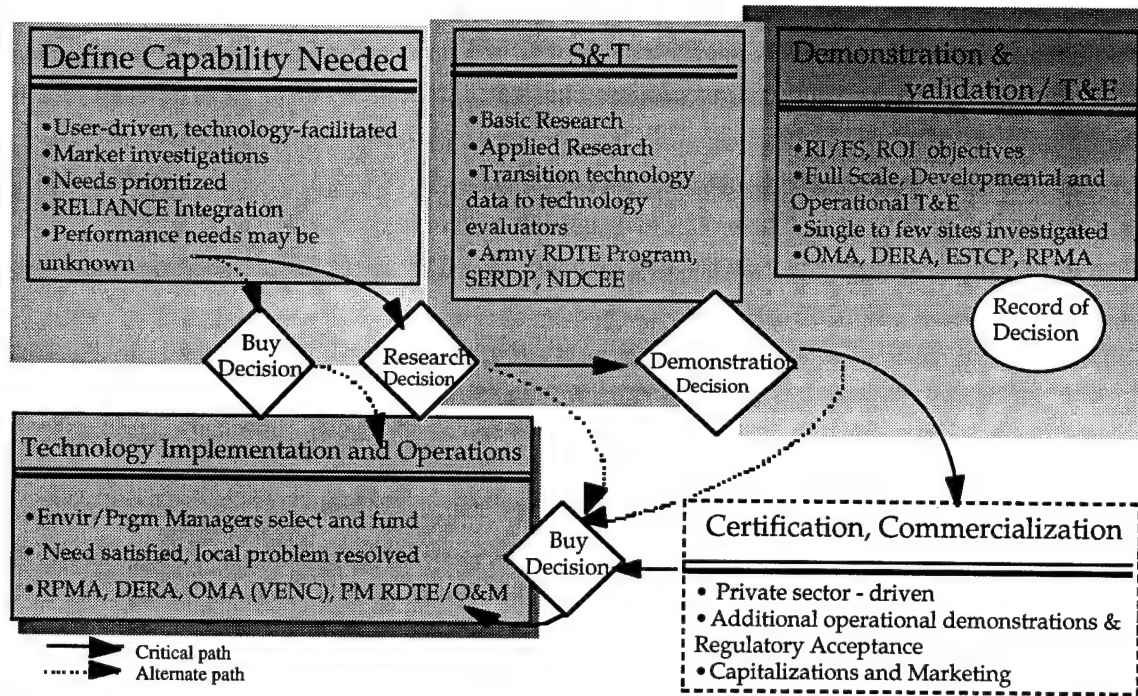 Define Capability Needed
•User-driven, technology-facilitated
•Market investigations
•Needs prioritized
•RELIANCE Integration
•Performance needs may be
unknown
S&T
•Basic Research
•Applied Research
•Transition technology
data to technology
evaluators
•Army RDTE Program,
SERDP, NDCEE
Demonstration &
validation/ T&E
•RI/FS, ROI objectives
•Full Scale, Developmental and
Operational T&E
•Single to few sites investigated
•OMA, DERA, ESTCP, RPMA
Record of
Decision
Buy
Decision
Research
Decision
Demonstration
Decision
Technology Implementation and Operations
•Envir/Prgm Managers select and fund
• Need satisfied, local problem resolved
•RPMA, DERA, OMA (VENC), PM RDTE/O&M
Buy
Decision
Certification, Commercialization
• Private sector - driven
• Additional operational demonstrations &
Regulatory Acceptance
•Capitalizations and Marketing
Critical path
Alternate path